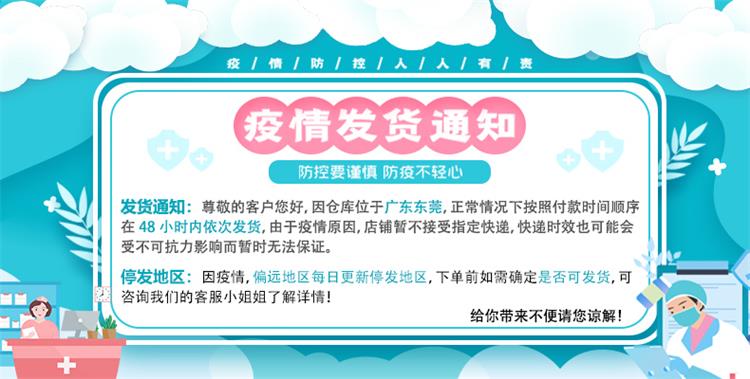 疫/情/防/控/人/人/有/责
疫情发货通知
防控要谨慎 防疫不轻心
发货通知：尊敬的客户您好，因仓库位于广东东莞，正常情况下按照付款时间顺序
在 48 小时内依次发货，由于疫情原因，店铺暂不接受指定快递，快递时效也可能会
受不可抗力影响而暂时无法保证。
停发地区：因疫情，偏远地区每日更新停发地区，下单前如需确定是否可发货，可
咨询我们的客服小姐姐了解详情！
给你带来不便请您谅解！